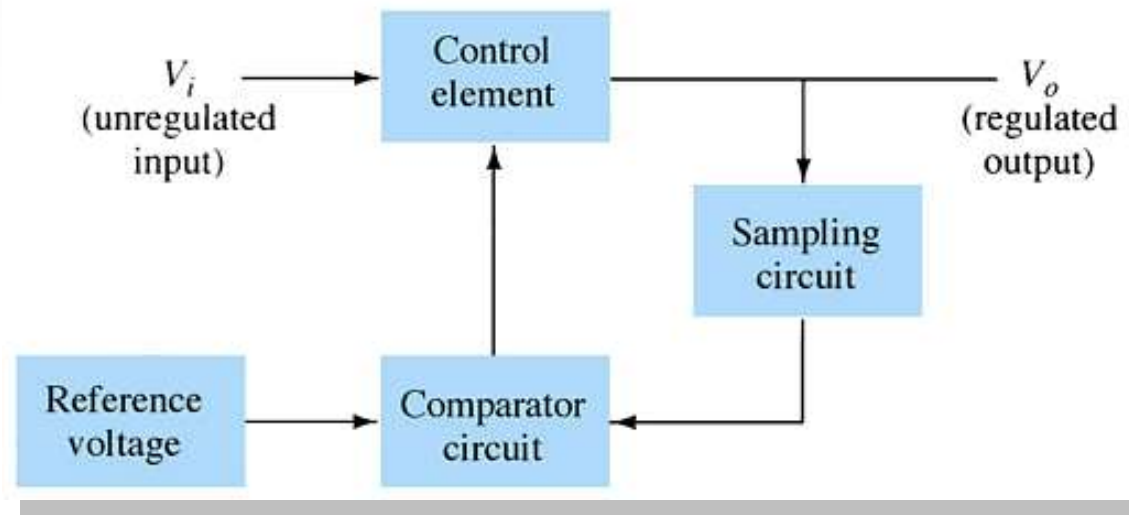 Control
element
V_i
(unregulated
input)
V_o
(regulated
output)
Sampling
circuit
Reference
voltage
Comparator
circuit